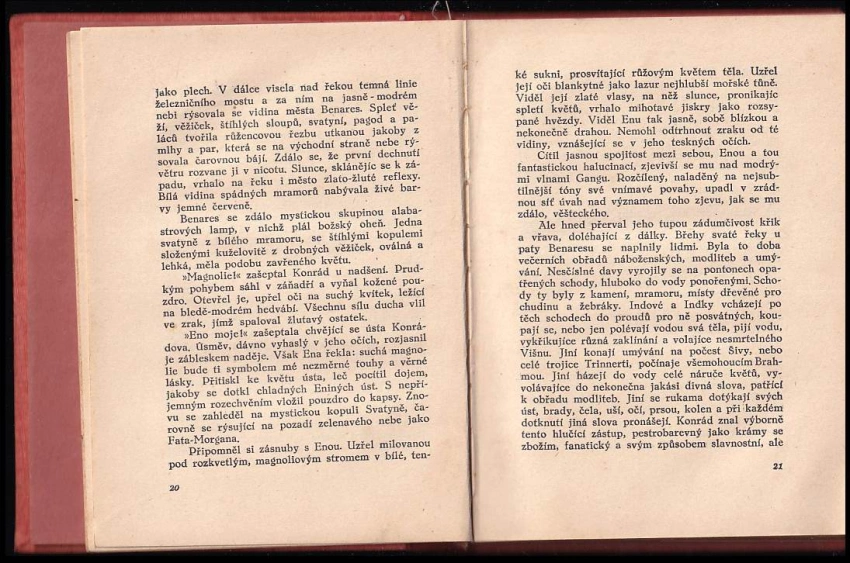 jako plech. V dálce visela nad řekou temná linie
železničního mostu a za ním na jasně-modrém
nebi rýsovala se vidina města Benares. Spleť vě-
ží, věžiček, štíhlých sloupů, svatyní, pagod a pa-
láců tvořila růžencovou řezbu utkanou jakoby z
mlhy a par, která se na východní straně nebe rý-
sovala čarovnou bájí. Zdálo se, že první dechnutí
větru rozvane ji v nicotu. Slunce, sklánějíc se k zá-
padu, vrhalo na řeku i město zlato-žluté reflexy.
Bílá vidina spádných mramorů nabývala živé bar-
vy jemné červeně.
Benares se zdálo mystickou skupinou alaba-
strových lamp, v nichž plál božský oheň. Jedna
svatyně z bílého mramoru, se štíhlými kopulemi
složenými kuželovitě z drobných věžiček, oválná a
lehká, měla podobu zavřeného květu.
»Magnolie!« zašeptal Konrád u nadšení. Prud-
kým pohybem sáhl v záňadří a vyňal kožené pou-
zdro. Otevřel je, upřel oči na suchý kvítek, ležící
na bledě-modrém hedvábí. Všechnu sílu ducha vlil
ve zrak, jímž spaloval žlutavý ostatek.
»Eno moje!« zašeptala chvějící se ústa Konrá-
dova. Úsměv, dávno vyhaslý v jeho očích, rozjasnil
je zábleskem naděje. Však Ena řekla: suchá magno-
lie bude ti symbolem mé nezměrné touhy a věrné
lásky. Přitiskl ke květu ústa, leč pocítil dojem,
jakoby se dotkl chladných Eniných úst. S nepří-
jemným rozechvěním vložil pouzdro do kapsy. Zno-
vu se zahleděl na mystickou kopuli Svatyně, ča-
rovně se rýsující na pozadí zelenavého nebe jako
Fata-Morgana.
Připomněl si zásnuby s Enou. Uzřel milovanou
pod rozkvetlým, magnoliovým stromem v bílé, ten-
20
ké sukni, prosvítající růžovým květem těla. Uzřel
její oči blankytné jako lazur nejhlubší mořské tůně.
Viděl její zlaté vlasy, na něž slunce, pronikajíc
spletí květů, vrhalo mihotavé jiskry jako rozsy-
pané hvězdy. Viděl Enu tak jasně, sobě blízkou a
nekonečně drahou. Nemohl odtrhnout zraku od té
vidiny, vznášející se v jeho teskných očích.
Cítil jasnou spojitost mezi sebou, Enou a tou
fantastickou halucinací, zjevivší se mu nad modrý-
mi vlnami Gangu. Rozčilený, naladěný na nejsub-
tilnější tóny své vnímavé povahy, upadl v zrád-
nou síť úvah nad významem toho zjevu, jak se mu
zdálo, věšteckého.
Ale hned přerval jeho tupou zádumčivost křik
a vřava, doléhající z dálky. Břehy svaté řeky u
paty Benaresu se naplnily lidmi. Byla to doba
večerních obřadů náboženských, modliteb a umý-
vání. Nesčíslné davy vyrojily se na pontonech opa-
třených schody, hluboko do vody ponořenými. Scho-
dy ty byly z kamení, mramoru, místy dřevěné pro
chudinu a žebráky. Indové a Indky vcházejí po
těch schodech do proudů pro ně posvátných, kou-
pají se, nebo jen polévají vodou svá těla, pijí vodu,
vykřikujíce různá zaklínání a volajíce nesmrtelného
Višnu. Jiní konají umývání na počest Šivy, nebo
celé trojice Trinnerti, počínaje všemohoucím Brah-
mou. Jiní házejí do vody celé náruče květů, vy-
volávajíce do nekonečna jakási divná slova, patřící
k obřadu modliteb. Jiní se rukama dotýkají svých
úst, brady, čela, uší, očí, prsou, kolen a při každém
dotknutí jiná slova pronášejí. Konrád znal výborně
tento hlučící zástup, pestrobarevný jako krámy se
zbožím, fanatický a svým způsobem slavnostní, ale
21